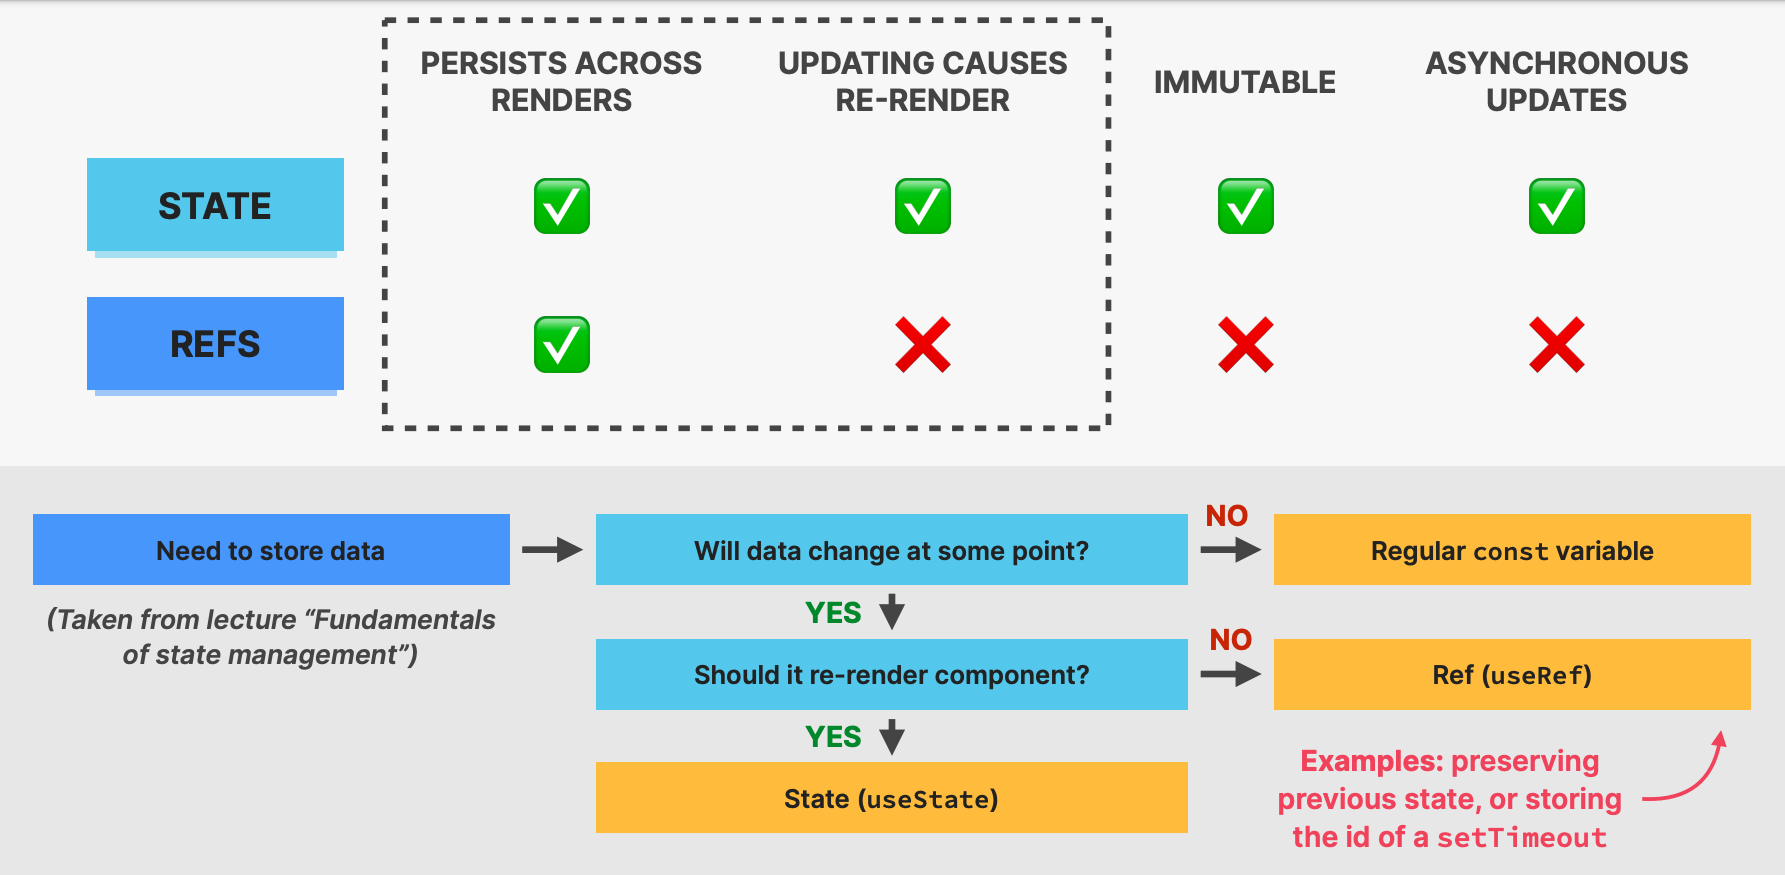 PERSISTS ACROSS
RENDERS
UPDATING CAUSES
RE-RENDER
IMMUTABLE
ASYNCHRONOUS
UPDATES
STATE
REFS
Need to store data
(Taken from lecture “Fundamentals
of state management”)
Will data change at some point?
NO
Regular const variable
YES
Should it re-render component?
NO
Ref (useRef)
YES
State (useState)
Examples: preserving
previous state, or storing
the id of a setTimeout